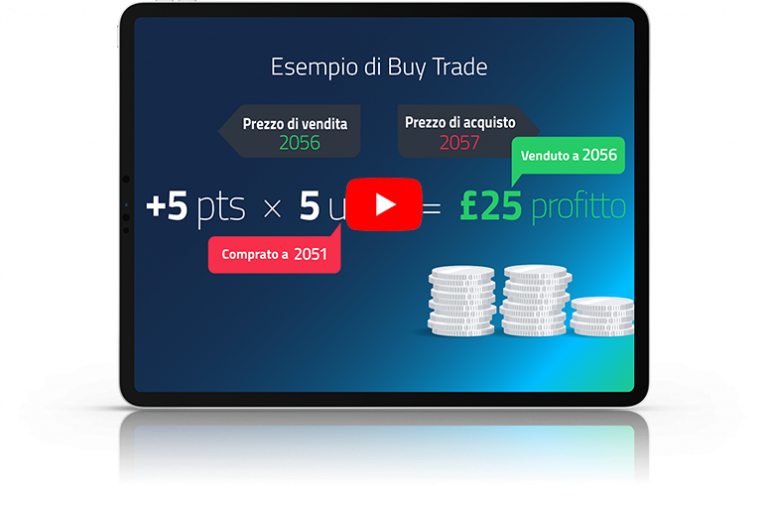 Esempio di Buy Trade
Prezzo di vendita
2056
Prezzo di acquisto
2057
Venduto a 2056
+5 pts × 5 = £25 profitto
Comprato a 2051